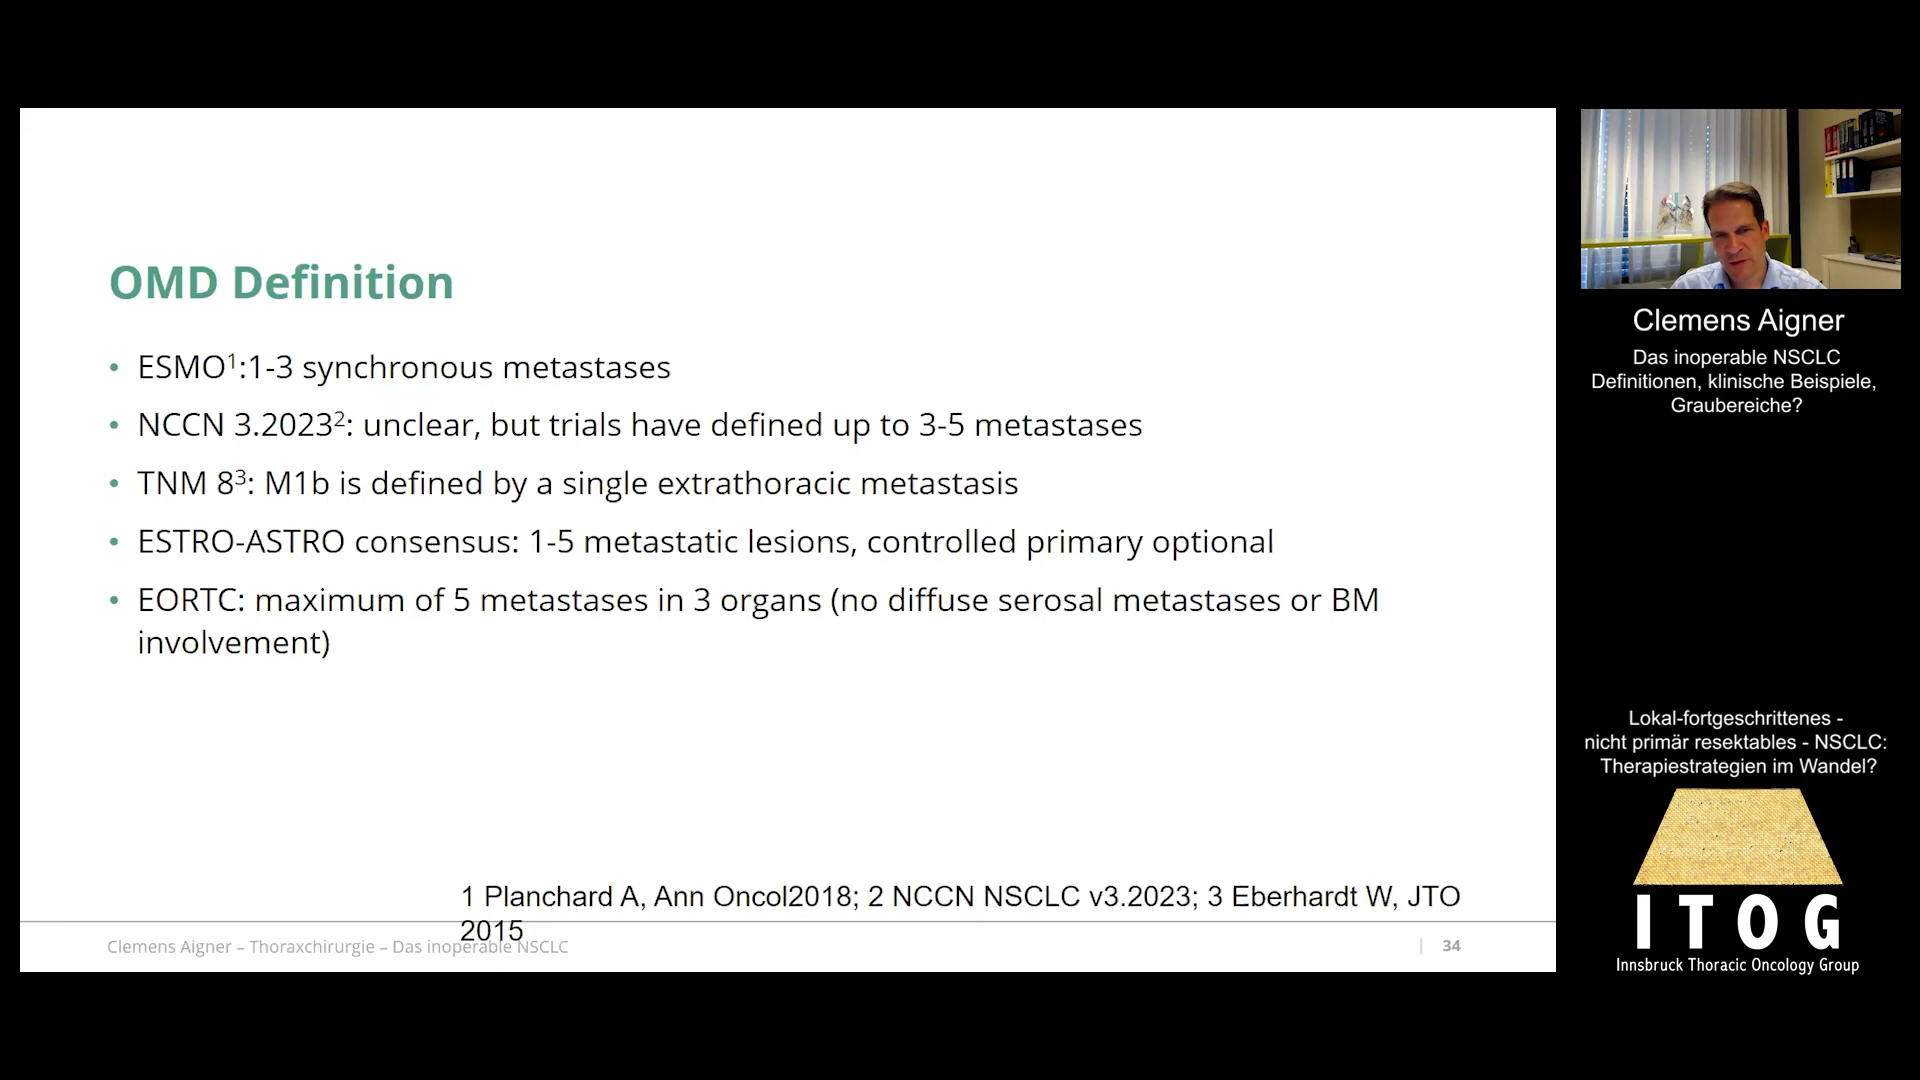 OMD Definition
• ESMO¹:1-3 synchronous metastases
• NCCN 3.2023²: unclear, but trials have defined up to 3-5 metastases
• TNM 8³: M1b is defined by a single extrathoracic metastasis
• ESTRO-ASTRO consensus: 1-5 metastatic lesions, controlled primary optional
• EORTC: maximum of 5 metastases in 3 organs (no diffuse serosal metastases or BM
involvement)
1 Planchard A, Ann Oncol2018; 2 NCCN NSCLC v3.2023; 3 Eberhardt W, JTO
2015
Clemens Aigner – Thoraxchirurgie – Das inoperable NSCLC
| 34
Clemens Aigner
Das inoperable NSCLC
Definitionen, klinische Beispiele,
Graubereiche?
Lokal-fortgeschrittenes -
nicht primär resektables - NSCLC:
Therapiestrategien im Wandel?
ITOG
Innsbruck Thoracic Oncology Group